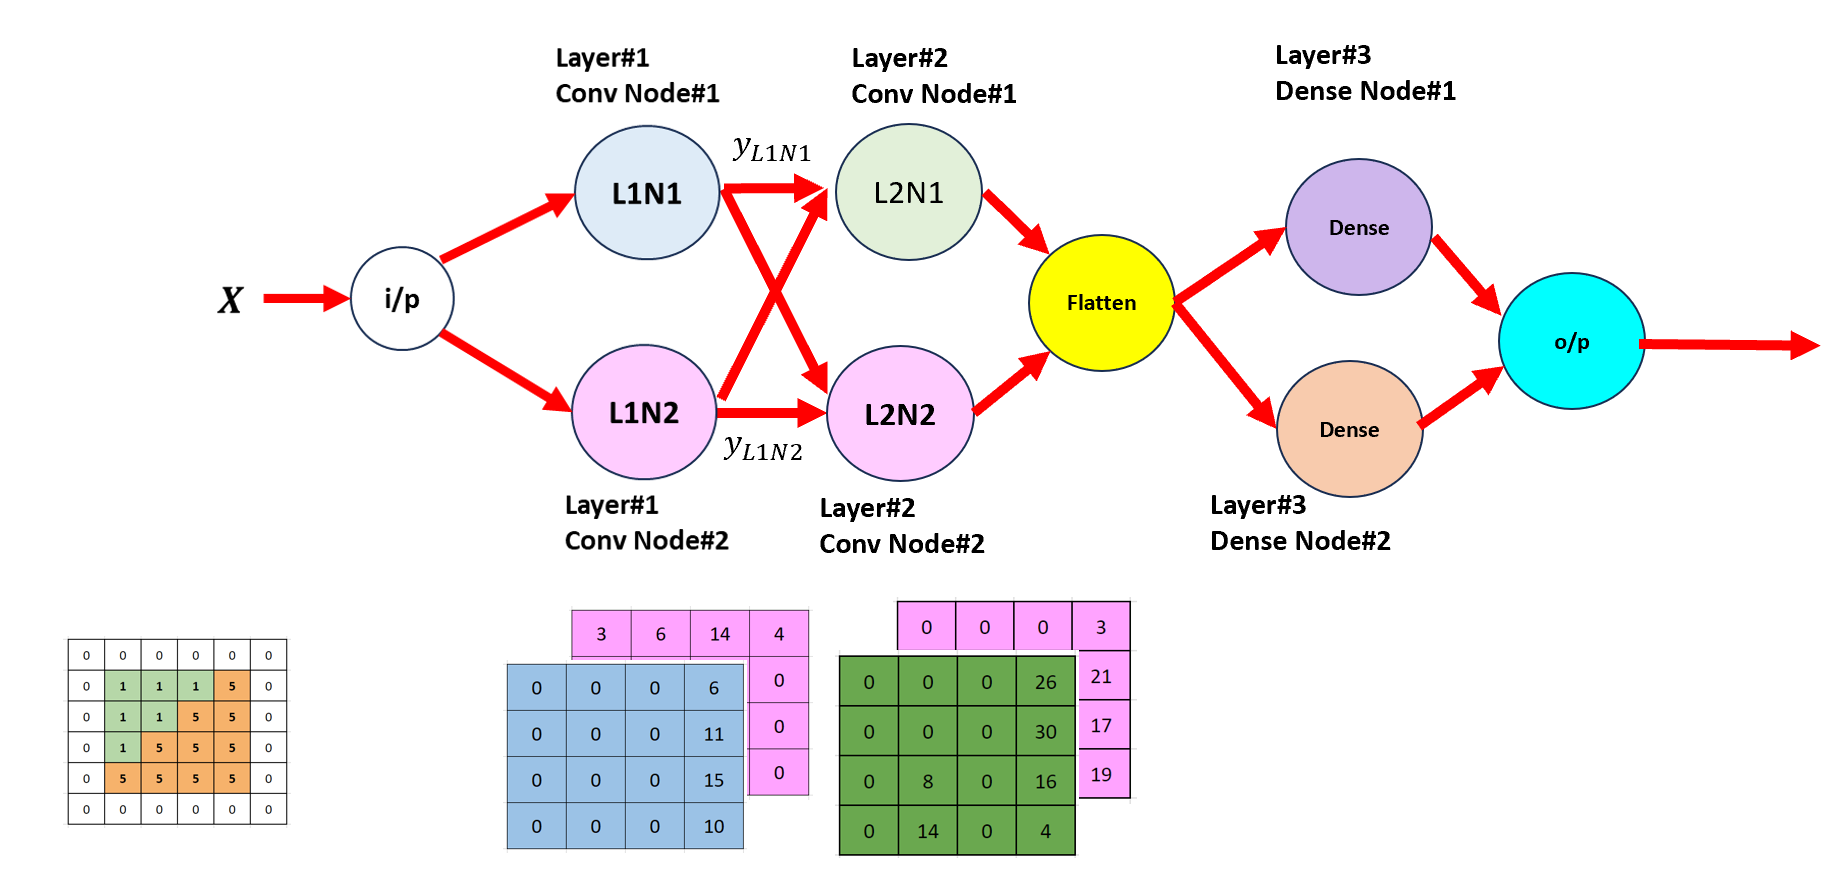 Layer#1
Conv Node#1
Layer#2
Conv Node#1
Layer#3
Dense Node#1
y_{L1N1}
L1N1
L2N1
Dense
X
i/p
Flatten
o/p
L1N2
L2N2
Dense
y_{L1N2}
Layer#1
Conv Node#2
Layer#2
Conv Node#2
Layer#3
Dense Node#2
0 0 0 0 0 0
0 1 1 1 5 0
0 1 1 5 5 0
0 1 5 5 5 0
0 5 5 5 5 0
0 0 0 0 0 0
3 6 14 4
0
0
0
0 0 0 6
0 0 0 11
0 0 0 15
0 0 0 10
0 0 0 3
21
17
19
0 0 0 26
0 0 0 30
0 8 0 16
0 14 0 4